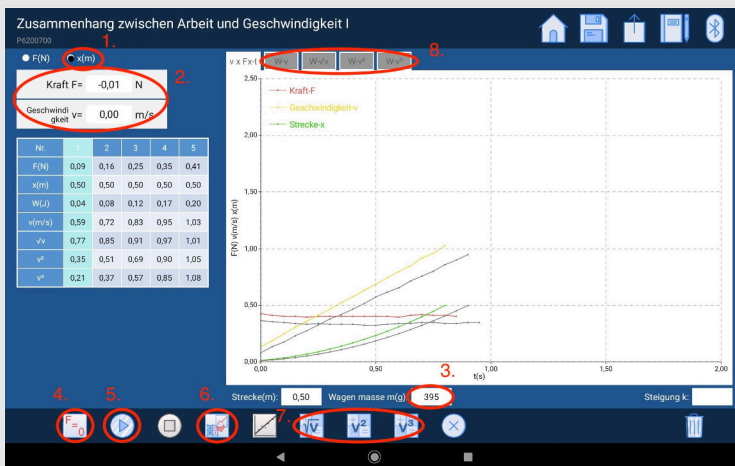 Zusammenhang zwischen Arbeit und Geschwindigkeit I
P6200700
1.
F(N) x(m)
2.
Kraft F= -0,01 N
Geschwindi
gkeit v= 0,00 m/s
Nr. 1 2 3 4 5
F(N) 0,09 0,16 0,25 0,35 0,41
x(m) 0,50 0,50 0,50 0,50 0,50
W(J) 0,04 0,08 0,12 0,17 0,20
v(m/s) 0,59 0,72 0,83 0,95 1,03
√v 0,77 0,85 0,91 0,97 1,01
v² 0,35 0,51 0,69 0,90 1,05
v³ 0,21 0,37 0,57 0,85 1,08
v x Fx-t W-v W-√v W-v² W-v³ 8.
2,50
2,00
1,50
1,00
0,50
0,00
F(N) v(m/s) x(m)
Kraft-F
Geschwindigkeit-v
Strecke-x
0,00 0,50 1,00 1,50 2,00
t(s)
3.
Strecke(m): 0,50 Wagen masse m(g) 395 Steigung k:
4. 5. 6. 7.
F=0 √v v² v³